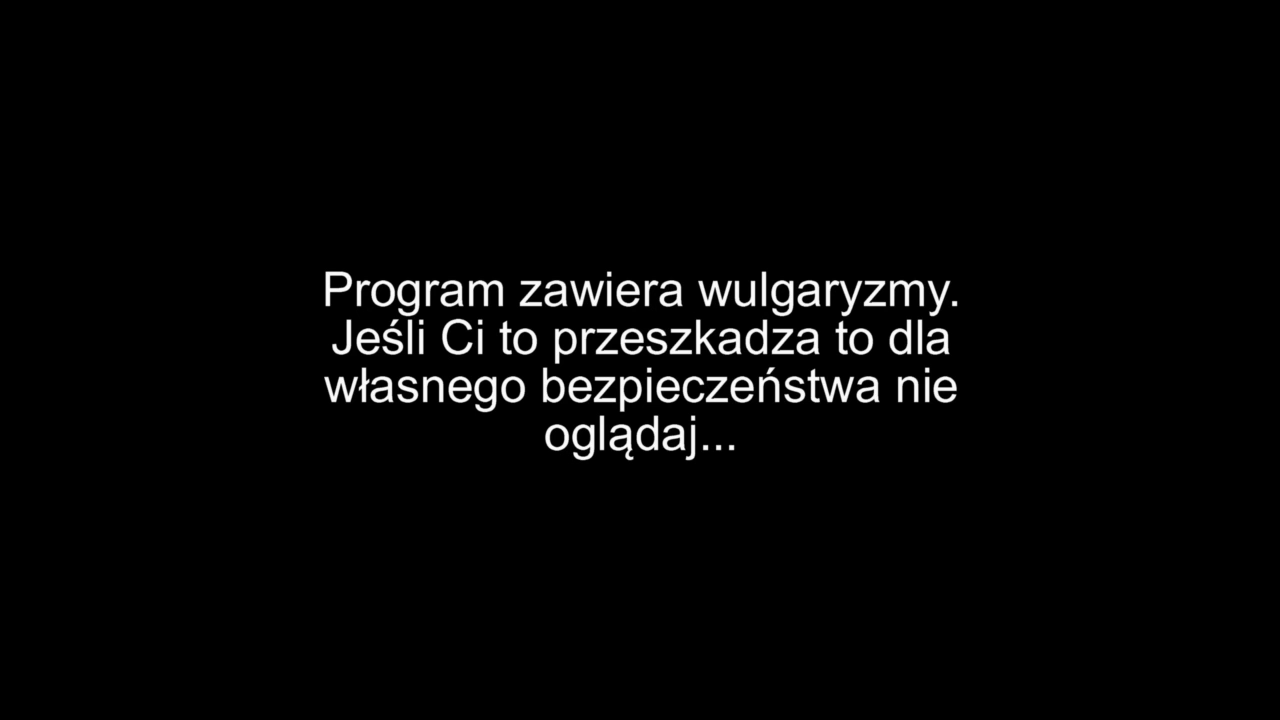 Program zawiera wulgaryzmy.
Jeśli Ci to przeszkadza to dla
własnego bezpieczeństwa nie
oglądaj...